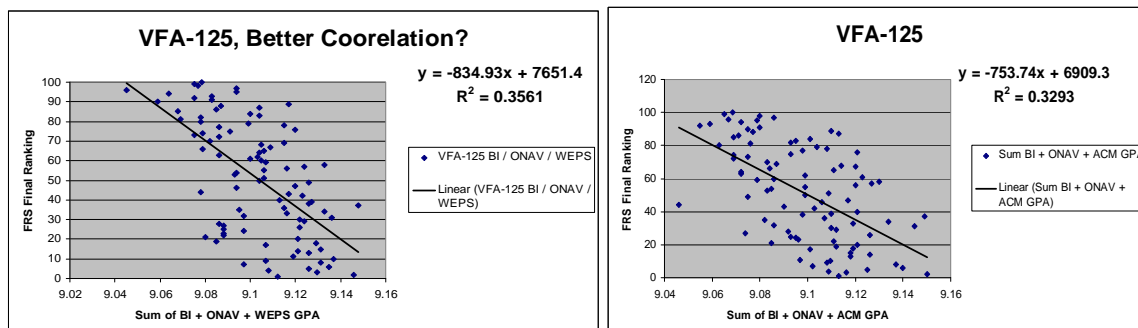 VFA-125, Better Coorelation?
y = -834.93x + 7651.4
R² = 0.3561
FRS Final Ranking
100
90
80
70
60
50
40
30
20
10
0
9.02
9.04
9.06
9.08
9.1
9.12
9.14
9.16
Sum of BI + ONAV + WEPS GPA
VFA-125 BI / ONAV / WEPS
Linear (VFA-125 BI / ONAV /
WEPS)
VFA-125
y = -753.74x + 6909.3
R² = 0.3293
FRS Final Ranking
120
100
80
60
40
20
0
9.04
9.06
9.08
9.1
9.12
9.14
9.16
Sum of BI + ONAV + ACM GPA
Sum BI + ONAV + ACM GPA
Linear (Sum BI + ONAV +
ACM GPA)